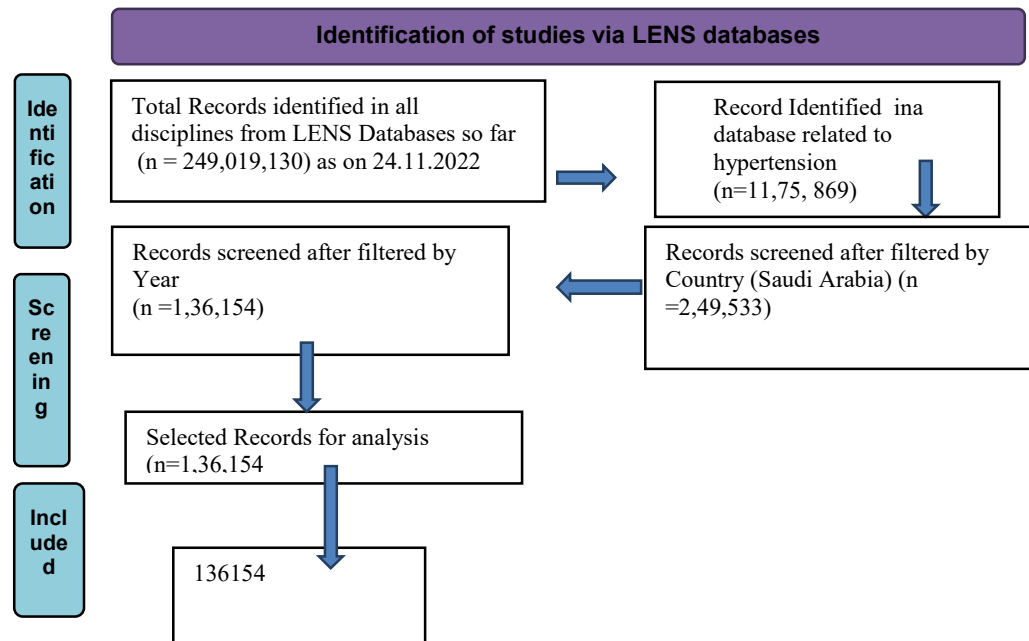 Identification of studies via LENS databases
Ide
ntif
ic
ati
on
Total Records identified in all
disciplines from LENS Databases so far
(n = 249,019,130) as on 24.11.2022
Record Identified ina
database related to
hypertension
(n=11,75, 869)
Sc
re
en
in
g
Records screened after filtered by
Year
(n =1,36,154)
Records screened after filtered by
Country (Saudi Arabia) (n
=2,49,533)
Selected Records for analysis
(n=1,36,154
Incl
ude
d
136154